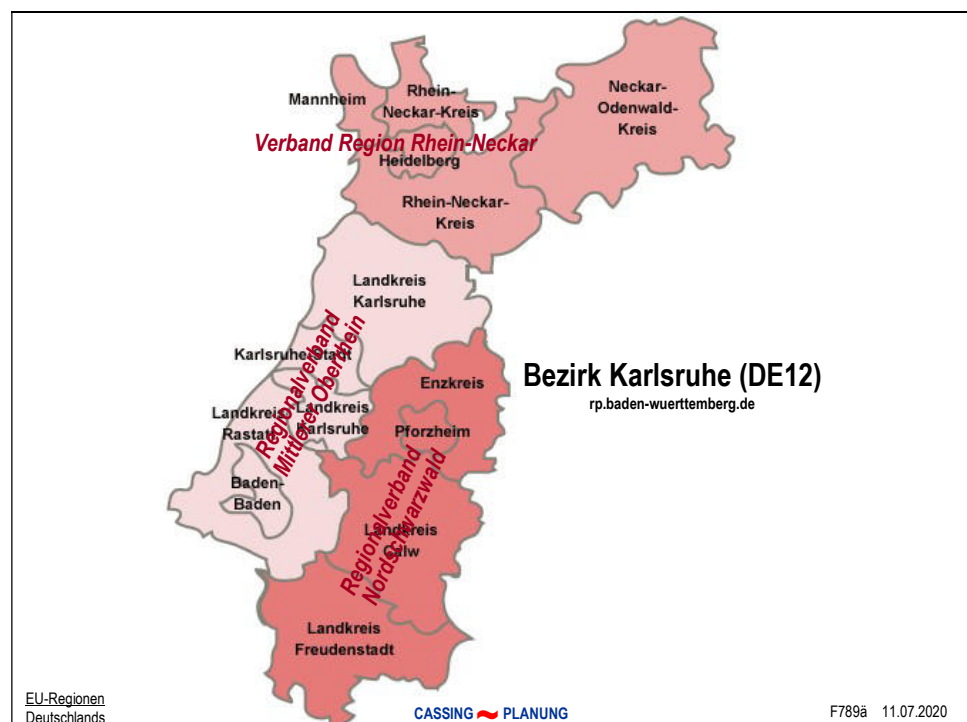 Mannheim
Rhein-
Neckar-Kreis
Neckar-
Odenwald-
Kreis
Verband Region Rhein-Neckar
Heidelberg
Rhein-Neckar-
Kreis
Landkreis
Karlsruhe
Karlsruhe-Stadt
Regionalverband
Mittlerer Oberrhein
Enzkreis
Bezirk Karlsruhe (DE12)
rp.baden-wuerttemberg.de
Landkreis
Rastatt
Landkreis
Karlsruhe
Pforzheim
Baden-
Baden
Regionalverband
Nordschwarzwald
Landkreis
Calw
Landkreis
Freudenstadt
EU-Regionen
Deutschlands
CASSING PLANUNG
F789ä 11.07.2020